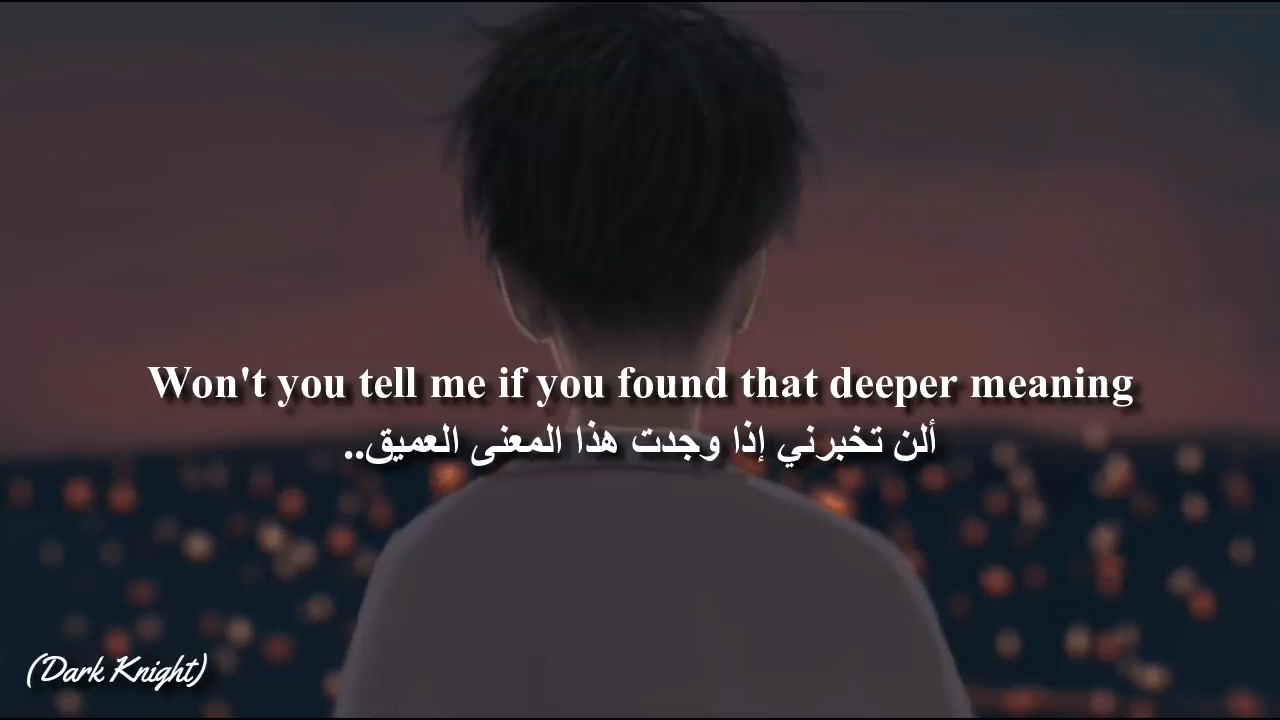 Won't you tell me if you found that deeper meaning
ألن تخبرني إذا وجدت هذا المعنى العميق..
(Dark Knight)